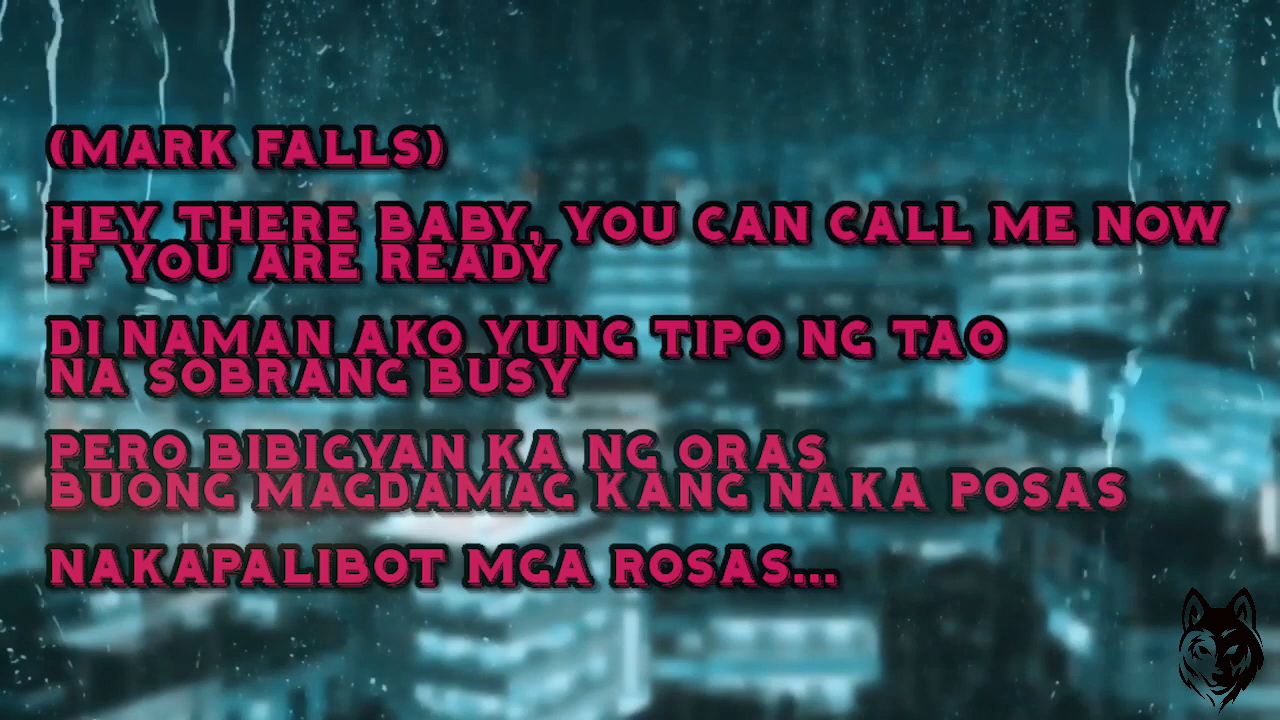 (MARK FALLS)
HEY THERE BABY, YOU CAN CALL ME NOW
IF YOU ARE READY
DI NAMAN AKO YUNG TIPO NG TAO
NA SOBRANG BUSY
PERO BIBIGYAN KA NG ORAS
BUONG MAGDAMAG KANG NAKA POSAS
NAKAPALIBOT MGA ROSAS...